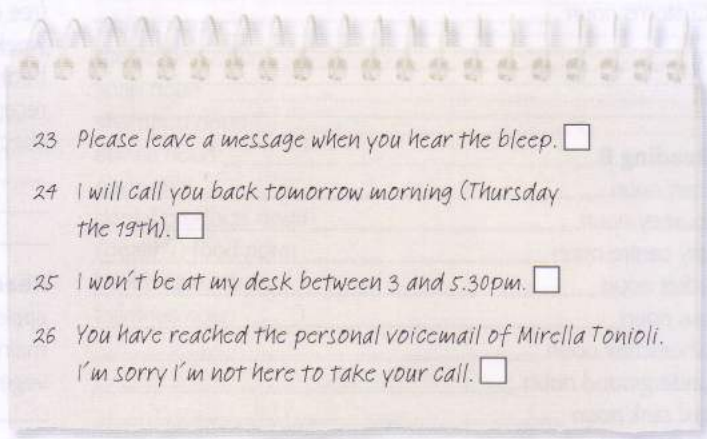 23 Please leave a message when you hear the bleep.
24 I will call you back tomorrow morning (Thursday
the 19th).
25 I won't be at my desk between 3 and 5.30pm.
26 You have reached the personal voicemail of Mirella Tonioli.
I'm sorry I'm not here to take your call.